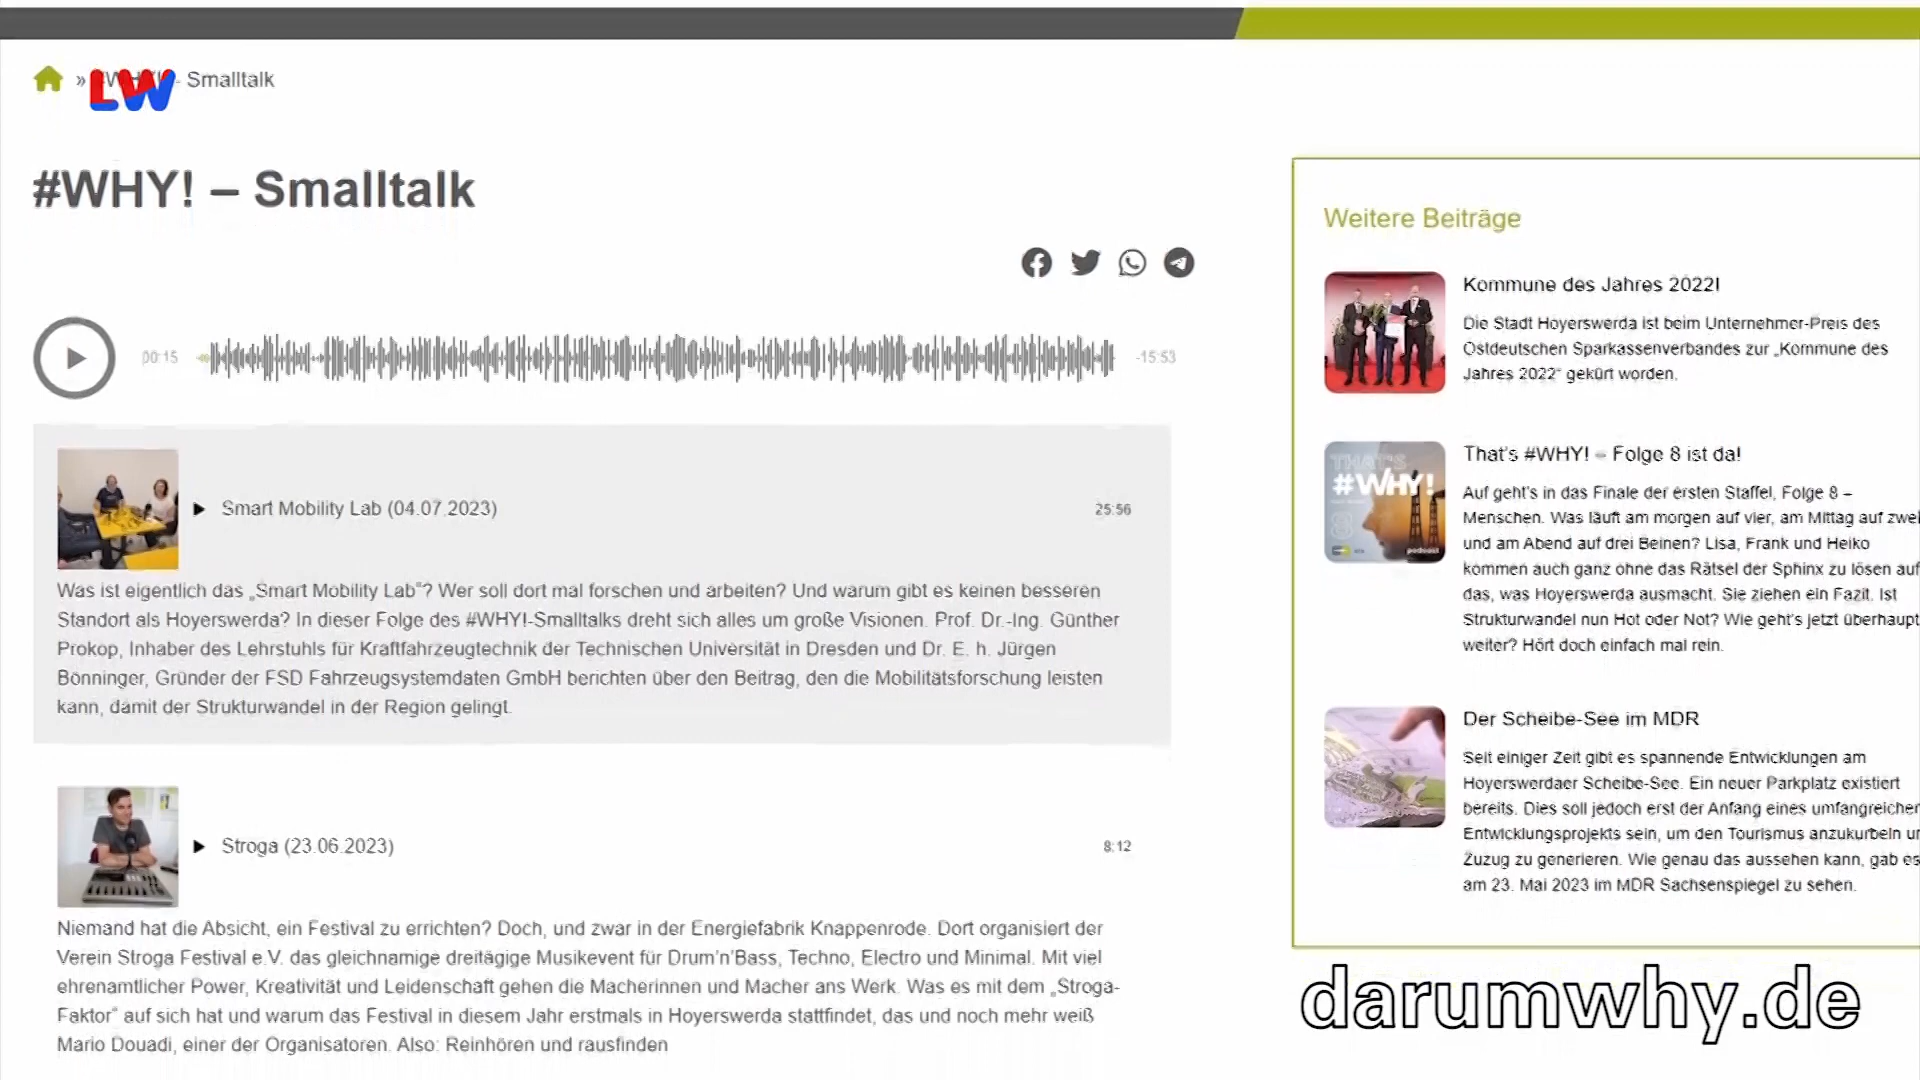 » #WHY! – Smalltalk
LW
#WHY! – Smalltalk
00:15
-15:53
Smart Mobility Lab (04.07.2023)
25:56
Was ist eigentlich das „Smart Mobility Lab“? Wer soll dort mal forschen und arbeiten? Und warum gibt es keinen besseren
Standort als Hoyerswerda? In dieser Folge des #WHY!-Smalltalks dreht sich alles um große Visionen. Prof. Dr.-Ing. Günther
Prokop, Inhaber des Lehrstuhls für Kraftfahrzeugtechnik der Technischen Universität in Dresden und Dr. E. h. Jürgen
Bönninger, Gründer der FSD Fahrzeugsystemdaten GmbH berichten über den Beitrag, den die Mobilitätsforschung leisten
kann, damit der Strukturwandel in der Region gelingt.
Stroga (23.06.2023)
8:12
Niemand hat die Absicht, ein Festival zu errichten? Doch, und zwar in der Energiefabrik Knappenrode. Dort organisiert der
Verein Stroga Festival e.V. das gleichnamige dreitägige Musikevent für Drum’n’Bass, Techno, Electro und Minimal. Mit viel
ehrenamtlicher Power, Kreativität und Leidenschaft gehen die Macherinnen und Macher ans Werk. Was es mit dem „Stroga-
Faktor“ auf sich hat und warum das Festival in diesem Jahr erstmals in Hoyerswerda stattfindet, das und noch mehr weiß
Mario Douadi, einer der Organisatoren. Also: Reinhören und rausfinden
Weitere Beiträge
Kommune des Jahres 2022!
Die Stadt Hoyerswerda ist beim Unternehmer-Preis des
Ostdeutschen Sparkassenverbandes zur „Kommune des
Jahres 2022“ gekürt worden.
THAT'S
#WHY!
8
podcast
That’s #WHY! – Folge 8 ist da!
Auf geht’s in das Finale der ersten Staffel, Folge 8 –
Menschen. Was läuft am morgen auf vier, am Mittag auf zwei
und am Abend auf drei Beinen? Lisa, Frank und Heiko
kommen auch ganz ohne das Rätsel der Sphinx zu lösen auf
das, was Hoyerswerda ausmacht. Sie ziehen ein Fazit. Ist
Strukturwandel nun Hot oder Not? Wie geht’s jetzt überhaupt
weiter? Hört doch einfach mal rein.
Der Scheibe-See im MDR
Seit einiger Zeit gibt es spannende Entwicklungen am
Hoyerswerdaer Scheibe-See. Ein neuer Parkplatz existiert
bereits. Dies soll jedoch erst der Anfang eines umfangreichen
Entwicklungsprojekts sein, um den Tourismus anzukurbeln
Zuzug zu generieren. Wie genau das aussehen kann, gab es
am 23. Mai 2023 im MDR Sachsenspiegel zu sehen.
darumwhy.de